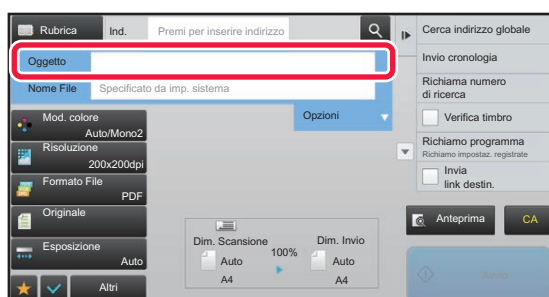 Rubrica
Ind.
Premi per inserire indirizzo
Oggetto
Nome File
Specificato da imp. sistema
Opzioni
Mod. colore
Auto/Mono2
Risoluzione
200x200dpi
Formato File
PDF
Originale
Esposizione
Auto
Altri
Dim. Scansione
Auto
A4
100%
Dim. Invio
Auto
A4
Cerca indirizzo globale
Invio cronologia
Richiama numero
di ricerca
Verifica timbro
Richiamo programma
Richiamo impostaz. registrate
Invia
link destin.
Anteprima
CA
Avvio